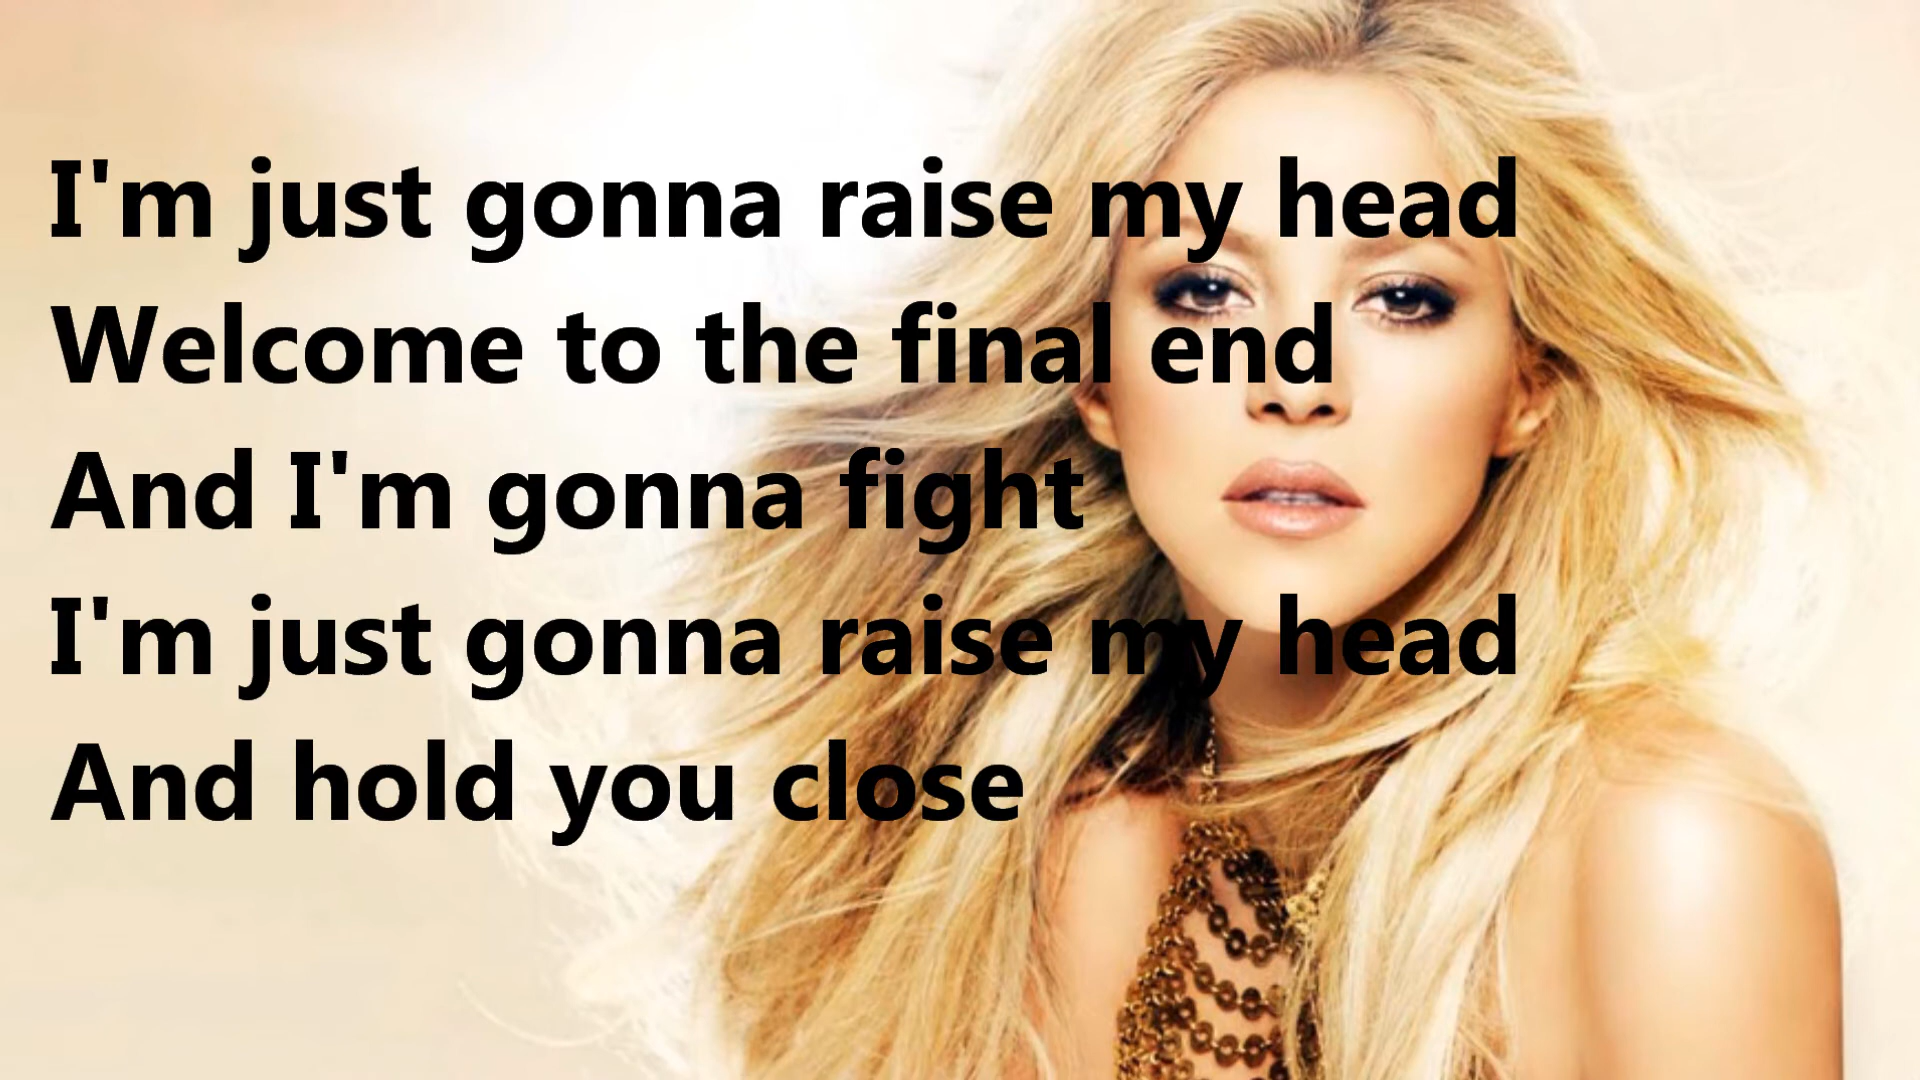 I'm just gonna raise my head
Welcome to the final end
And I'm gonna fight
I'm just gonna raise my head
And hold you close